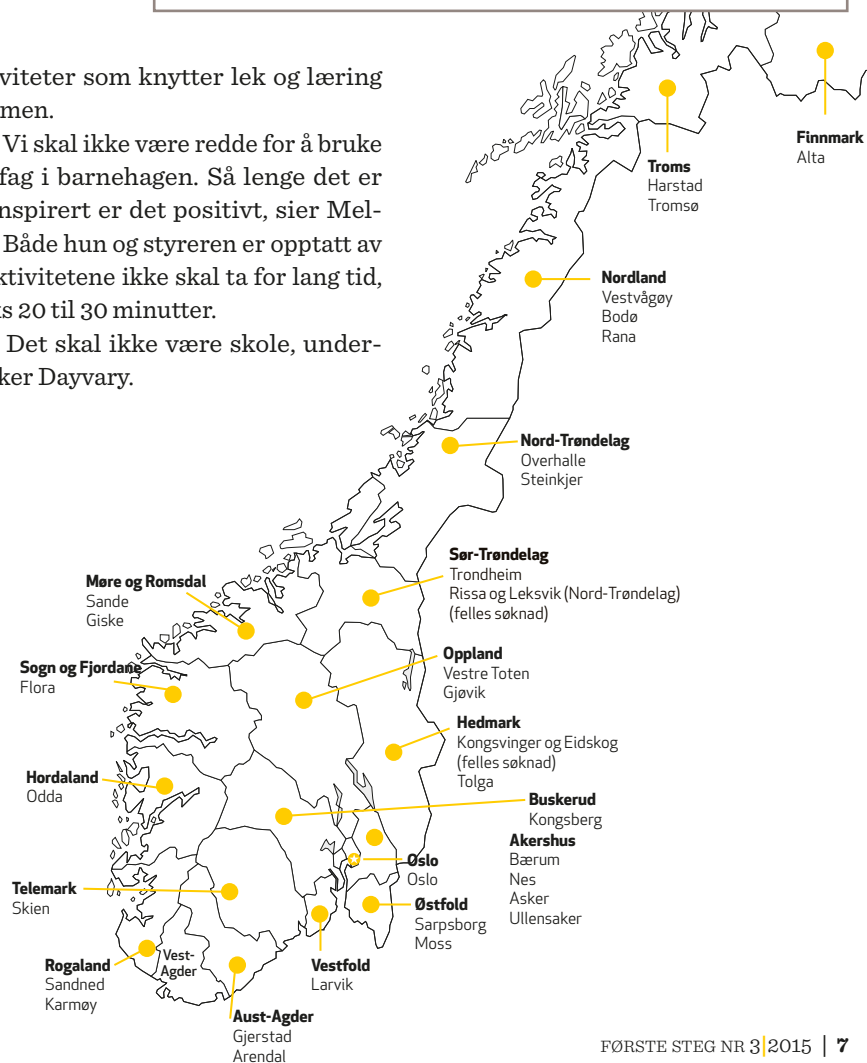 viteter som knytter lek og læring
men.
Vi skal ikke være redde for å bruke
fag i barnehagen. Så lenge det er
nspirert er det positivt, sier Mel-
Både hun og styreren er opptatt av
ktivitetene ikke skal ta for lang tid,
s 20 til 30 minutter.
Det skal ikke være skole, under-
ker Dayvary.
Finnmark
Alta
Troms
Harstad
Tromsø
Nordland
Vestvågøy
Bodø
Rana
Nord-Trøndelag
Overhalle
Steinkjer
Sør-Trøndelag
Trondheim
Rissa og Leksvik (Nord-Trøndelag)
(felles søknad)
Møre og Romsdal
Sande
Giske
Sogn og Fjordane
Flora
Oppland
Vestre Toten
Gjøvik
Hedmark
Kongsvinger og Eidskog
(felles søknad)
Tolga
Hordaland
Odda
Buskerud
Kongsberg
Akershus
Bærum
Nes
Asker
Ullensaker
Oslo
Oslo
Østfold
Sarpsborg
Moss
Telemark
Skien
Vestfold
Larvik
Rogaland
Sandned
Karmøy
Vest-
Agder
Aust-Agder
Gjerstad
Arendal
FØRSTE STEG NR 3|2015 | 7